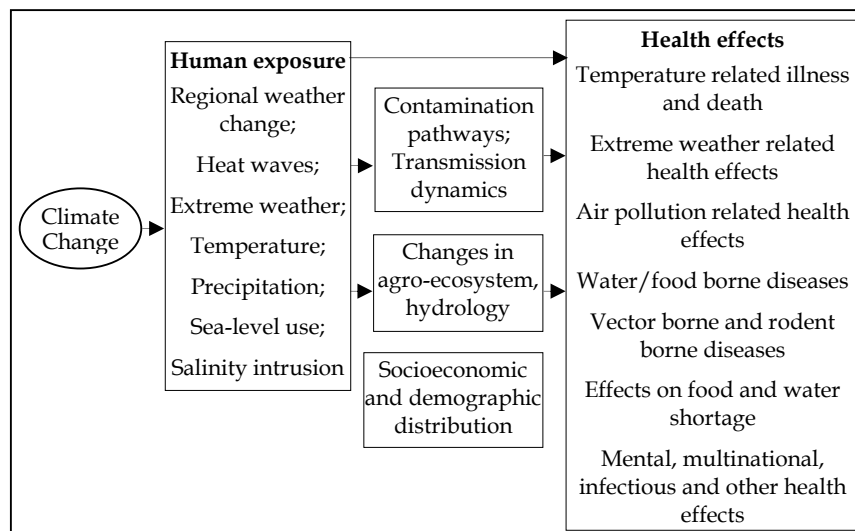 Climate
Change
Human exposure
Regional weather
change;
Heat waves;
Extreme weather;
Temperature;
Precipitation;
Sea-level use;
Salinity intrusion
Contamination
pathways;
Transmission
dynamics
Changes in
agro-ecosystem,
hydrology
Socioeconomic
and demographic
distribution
Health effects
Temperature related illness
and death
Extreme weather related
health effects
Air pollution related health
effects
Water/food borne diseases
Vector borne and rodent
borne diseases
Effects on food and water
shortage
Mental, multinational,
infectious and other health
effects